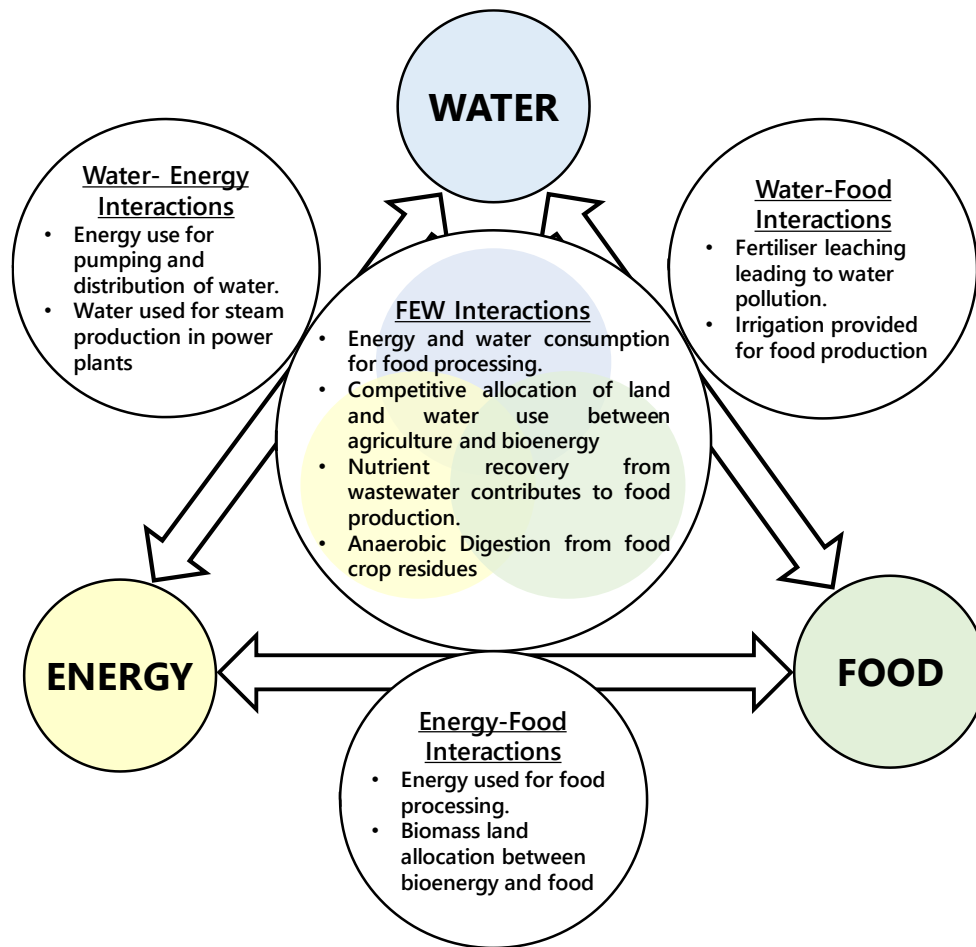 WATER
Water- Energy
Interactions
• Energy use for
pumping and
distribution of water.
• Water used for steam
production in power
plants
Water-Food
Interactions
• Fertiliser leaching
leading to water
pollution.
• Irrigation provided
for food production
FEW Interactions
• Energy and water consumption
for food processing.
• Competitive allocation of land
and water use between
agriculture and bioenergy
• Nutrient recovery from
wastewater contributes to food
production.
• Anaerobic Digestion from food
crop residues
ENERGY
FOOD
Energy-Food
Interactions
• Energy used for food
processing.
• Biomass land
allocation between
bioenergy and food